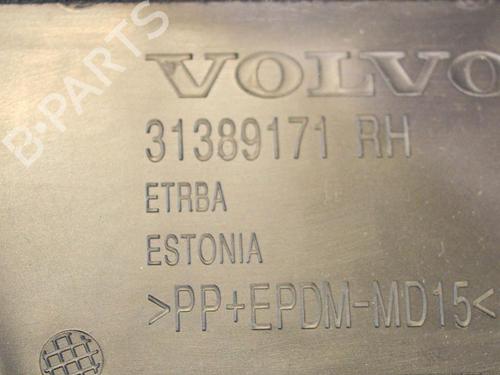 B-PARTS
VOLVO
31389171 RH
ETRBA
ESTONIA
>PP+EPDM-MD15<